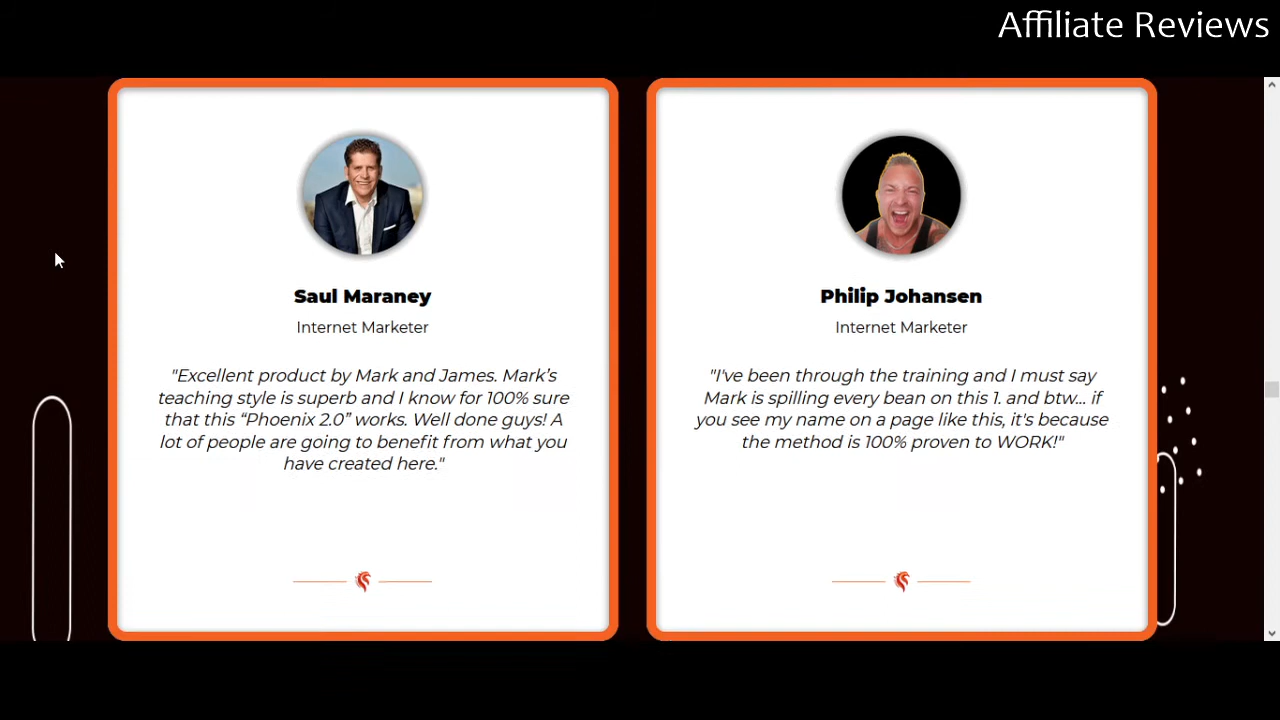 Affiliate Reviews
Saul Maraney
Internet Marketer
"Excellent product by Mark and James. Mark’s
teaching style is superb and I know for 100% sure
that this “Phoenix 2.0” works. Well done guys! A
lot of people are going to benefit from what you
have created here."
Philip Johansen
Internet Marketer
"I've been through the training and I must say
Mark is spilling every bean on this 1. and btw... if
you see my name on a page like this, it's because
the method is 100% proven to WORK!"